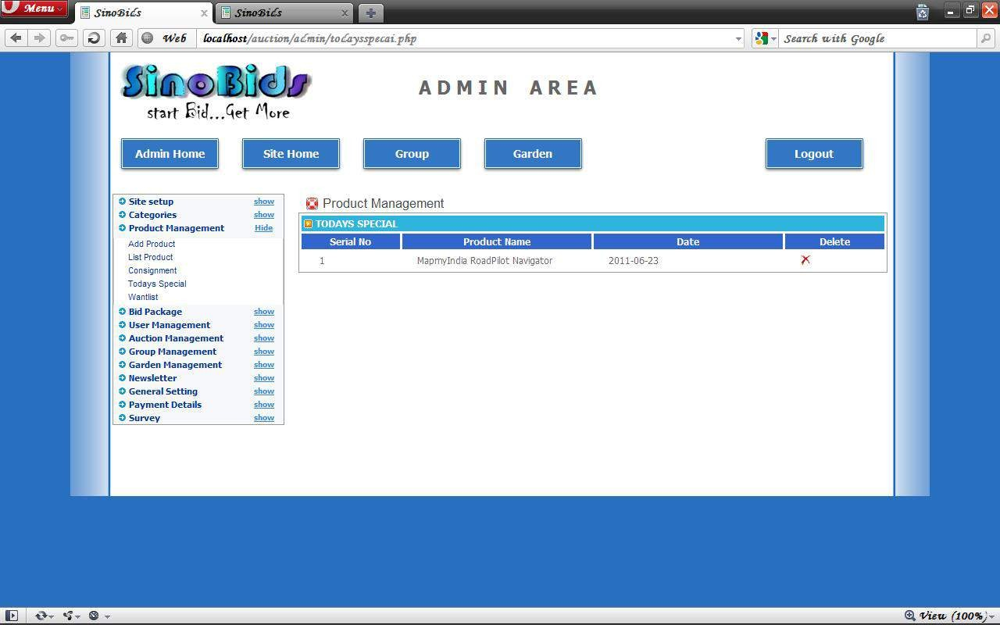 Menu
SinoBids
SinoBids
Web localhost/auction/admin/todaysspecai.php Search with Google
SinoBids
start Bid...Get More
ADMIN AREA
Admin Home Site Home Group Garden Logout
Site setup show
Categories show
Product Management Hide
Add Product
List Product
Consignment
Todays Special
Wantlist
Bid Package show
User Management show
Auction Management show
Group Management show
Garden Management show
Newsletter show
General Setting show
Payment Details show
Survey show
Product Management
TODAYS SPECIAL
Serial No Product Name Date Delete
1 MapmyIndia RoadPilot Navigator 2011-06-23
View (100%)